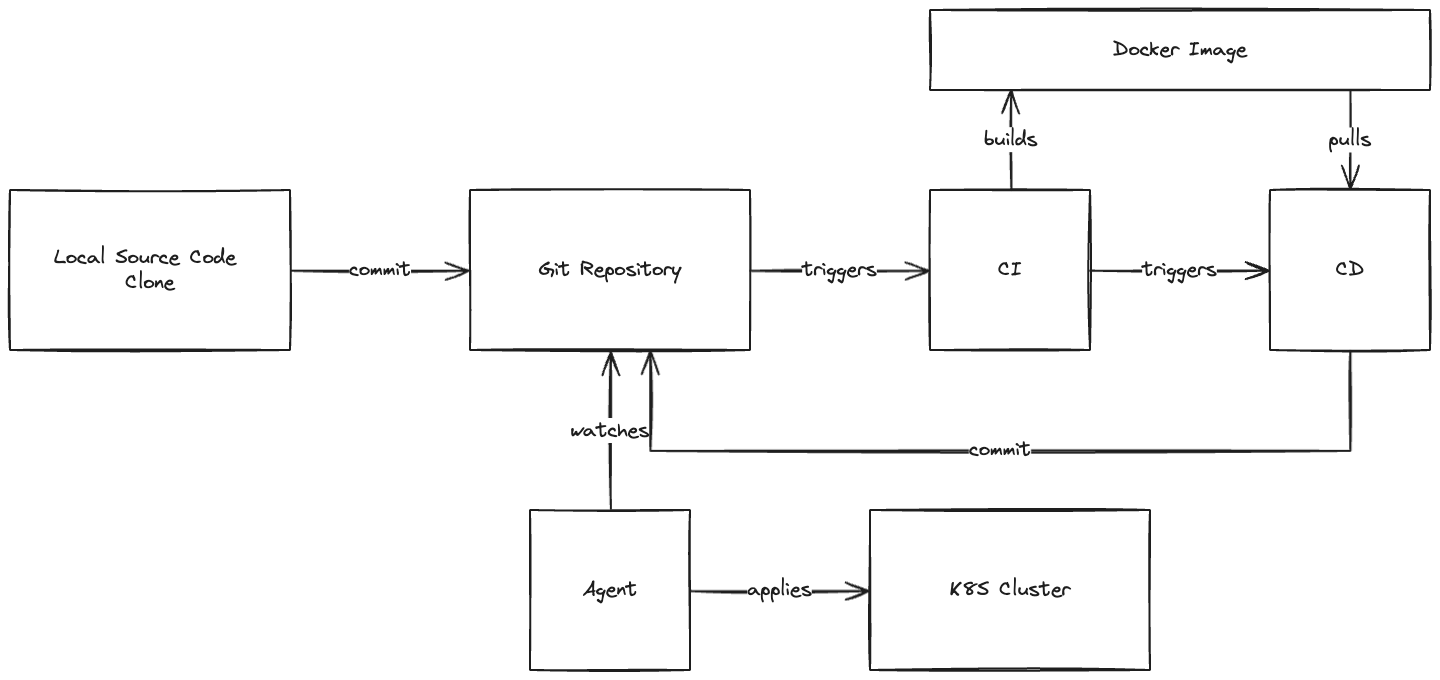 Docker Image
builds
pulls
Local Source Code
Clone
commit
Git Repository
triggers
CI
triggers
CD
watches
commit
Agent
applies
K8S Cluster